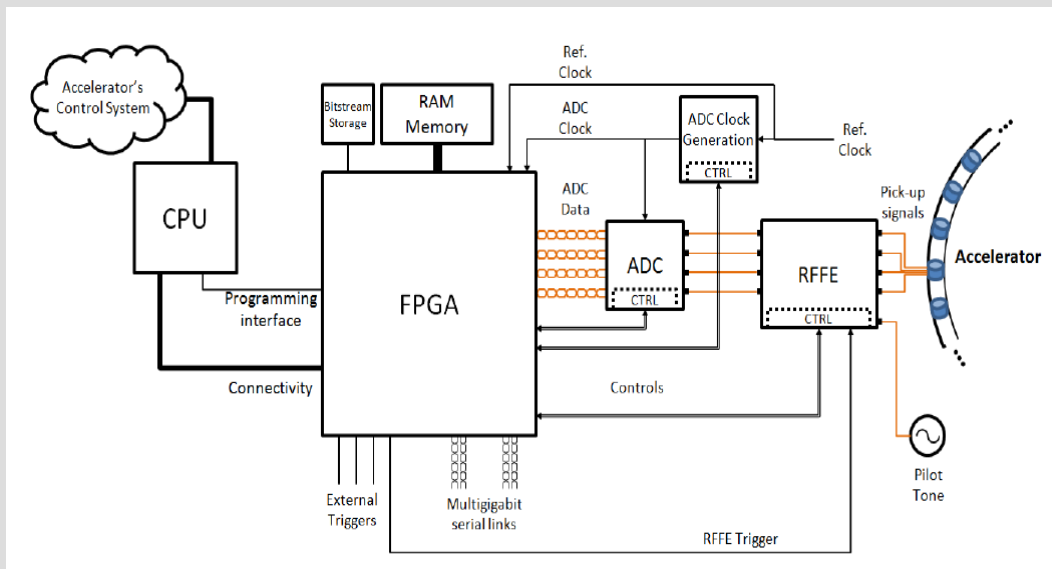 Accelerator's
Control System
CPU
Programming
interface
Connectivity
Bitstream
Storage
RAM
Memory
FPGA
External
Triggers
Multigigabit
serial links
Ref.
Clock
ADC
Clock
ADC
Data
ADC Clock
Generation
CTRL
Ref.
Clock
ADC
CTRL
RFFE
CTRL
Pick-up
signals
Accelerator
Controls
Pilot
Tone
RFFE Trigger